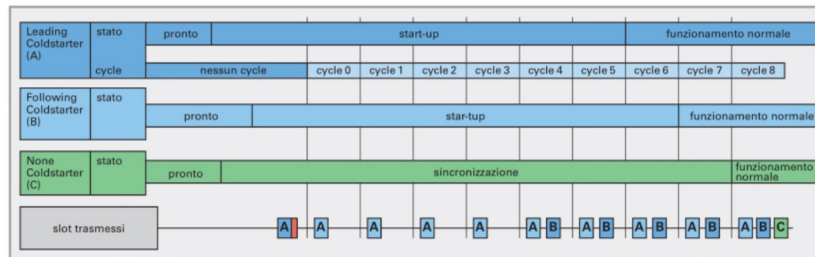 Leading
Coldstarter
(A)
stato
pronto
start-up
funzionamento normale
cycle
nessun cycle
cycle 0
cycle 1
cycle 2
cycle 3
cycle 4
cycle 5
cycle 6
cycle 7
cycle 8
Following
Coldstarter
(B)
stato
pronto
star-tup
funzionamento normale
None
Coldstarter
(C)
stato
pronto
sincronizzazione
funzionamento
normale
slot trasmessi
A
A
A
A
A
A B
A B
A B
A B
A B C